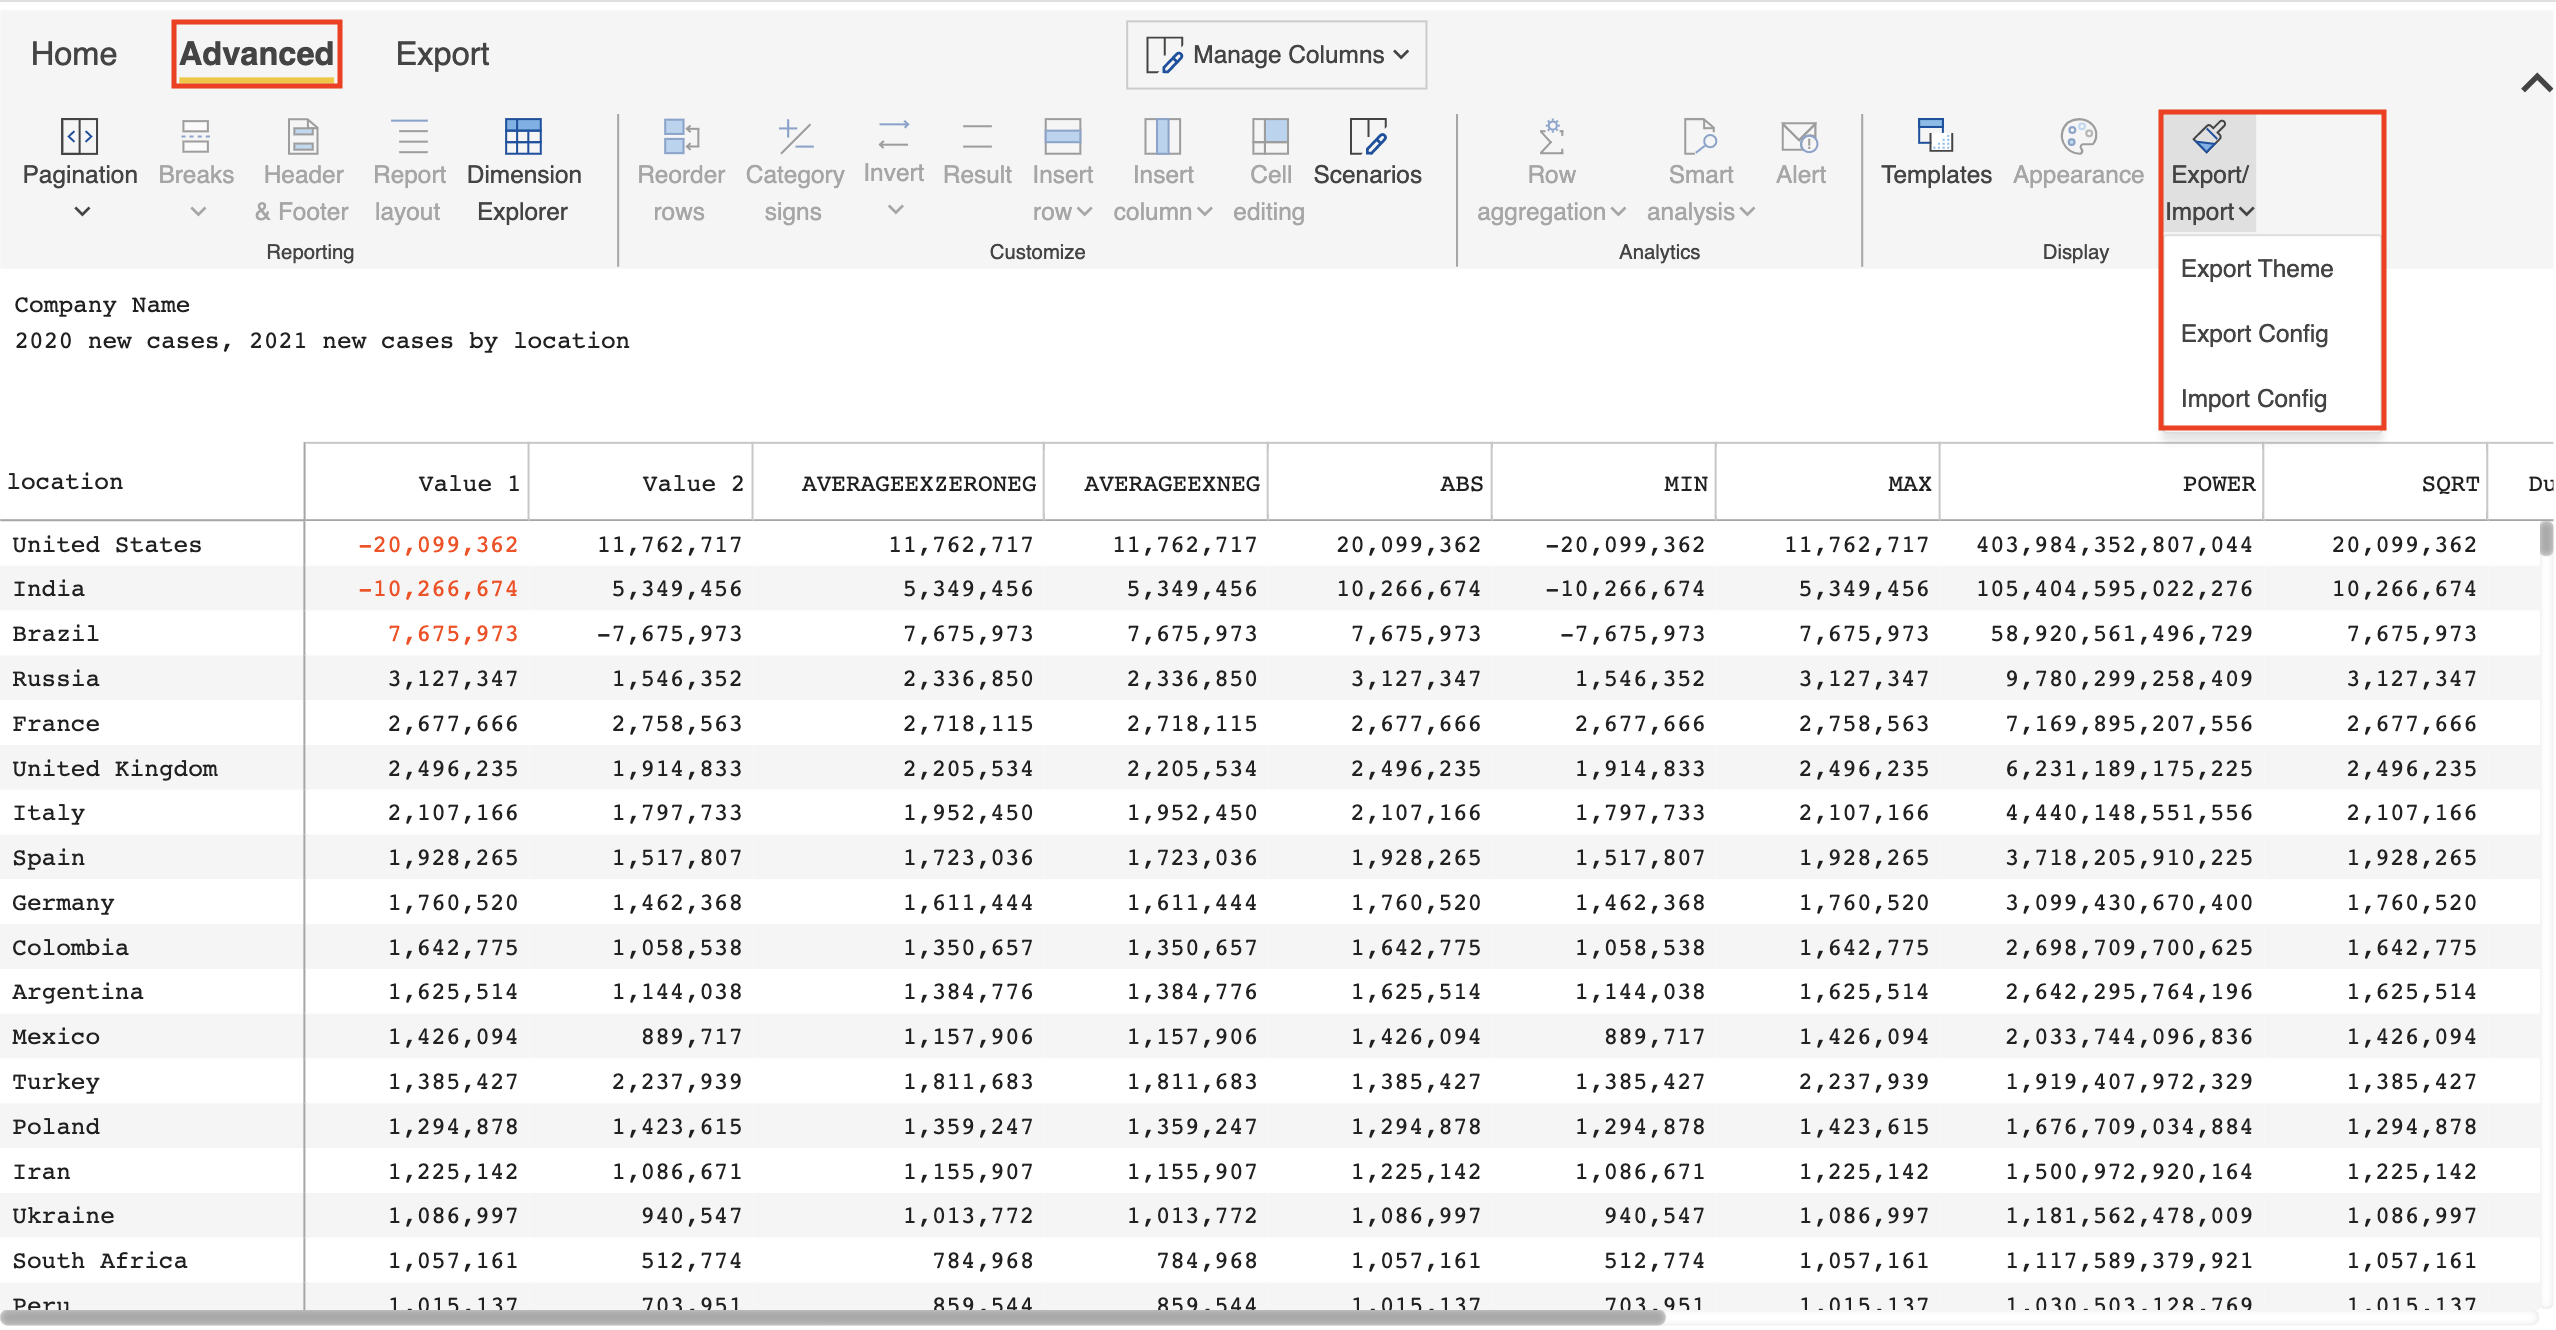 Home Advanced Export Manage Columns
Pagination Breaks Header & Footer Report layout Dimension Explorer Reorder rows Category signs Invert Result Insert row Insert column Cell editing Scenarios Row aggregation Smart analysis Alert Templates Appearance Export/ Import
Reporting Customize Analytics Display
Export Theme
Export Config
Import Config
Company Name
2020 new cases, 2021 new cases by location
location Value 1 Value 2 AVERAGEEXZERONEG AVERAGEEXNEG ABS MIN MAX POWER SQRT Du
United States -20,099,362 11,762,717 11,762,717 11,762,717 20,099,362 -20,099,362 11,762,717 403,984,352,807,044 20,099,362
India -10,266,674 5,349,456 5,349,456 5,349,456 10,266,674 -10,266,674 5,349,456 105,404,595,022,276 10,266,674
Brazil 7,675,973 -7,675,973 7,675,973 7,675,973 7,675,973 -7,675,973 7,675,973 58,920,561,496,729 7,675,973
Russia 3,127,347 1,546,352 2,336,850 2,336,850 3,127,347 1,546,352 3,127,347 9,780,299,258,409 3,127,347
France 2,677,666 2,758,563 2,718,115 2,718,115 2,677,666 2,677,666 2,758,563 7,169,895,207,556 2,677,666
United Kingdom 2,496,235 1,914,833 2,205,534 2,205,534 2,496,235 1,914,833 2,496,235 6,231,189,175,225 2,496,235
Italy 2,107,166 1,797,733 1,952,450 1,952,450 2,107,166 1,797,733 2,107,166 4,440,148,551,556 2,107,166
Spain 1,928,265 1,517,807 1,723,036 1,723,036 1,928,265 1,517,807 1,928,265 3,718,205,910,225 1,928,265
Germany 1,760,520 1,462,368 1,611,444 1,611,444 1,760,520 1,462,368 1,760,520 3,099,430,670,400 1,760,520
Colombia 1,642,775 1,058,538 1,350,657 1,350,657 1,642,775 1,058,538 1,642,775 2,698,709,700,625 1,642,775
Argentina 1,625,514 1,144,038 1,384,776 1,384,776 1,625,514 1,144,038 1,625,514 2,642,295,764,196 1,625,514
Mexico 1,426,094 889,717 1,157,906 1,157,906 1,426,094 889,717 1,426,094 2,033,744,096,836 1,426,094
Turkey 1,385,427 2,237,939 1,811,683 1,811,683 1,385,427 1,385,427 2,237,939 1,919,407,972,329 1,385,427
Poland 1,294,878 1,423,615 1,359,247 1,359,247 1,294,878 1,294,878 1,423,615 1,676,709,034,884 1,294,878
Iran 1,225,142 1,086,671 1,155,907 1,155,907 1,225,142 1,086,671 1,225,142 1,500,972,920,164 1,225,142
Ukraine 1,086,997 940,547 1,013,772 1,013,772 1,086,997 940,547 1,086,997 1,181,562,478,009 1,086,997
South Africa 1,057,161 512,774 784,968 784,968 1,057,161 512,774 1,057,161 1,117,589,379,921 1,057,161
Peru 1,015,137 703,951 859,544 859,544 1,015,137 703,951 1,015,137 1,030,503,128,769 1,015,137